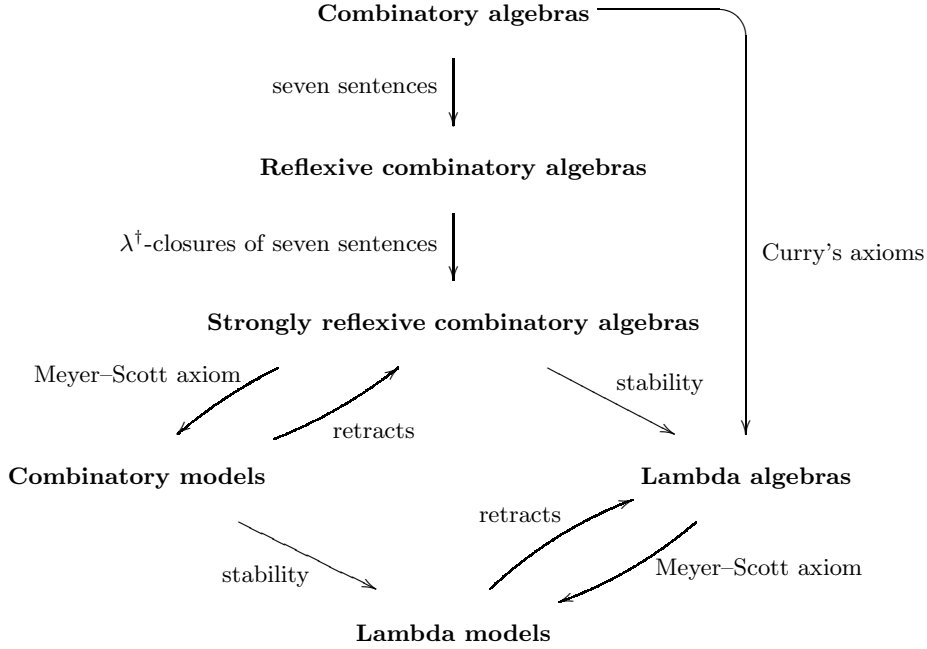 Combinatory algebras
seven sentences
Reflexive combinatory algebras
λ†-closures of seven sentences
Curry's axioms
Strongly reflexive combinatory algebras
Meyer–Scott axiom
stability
retracts
Combinatory models
Lambda algebras
retracts
Meyer–Scott axiom
stability
Lambda models